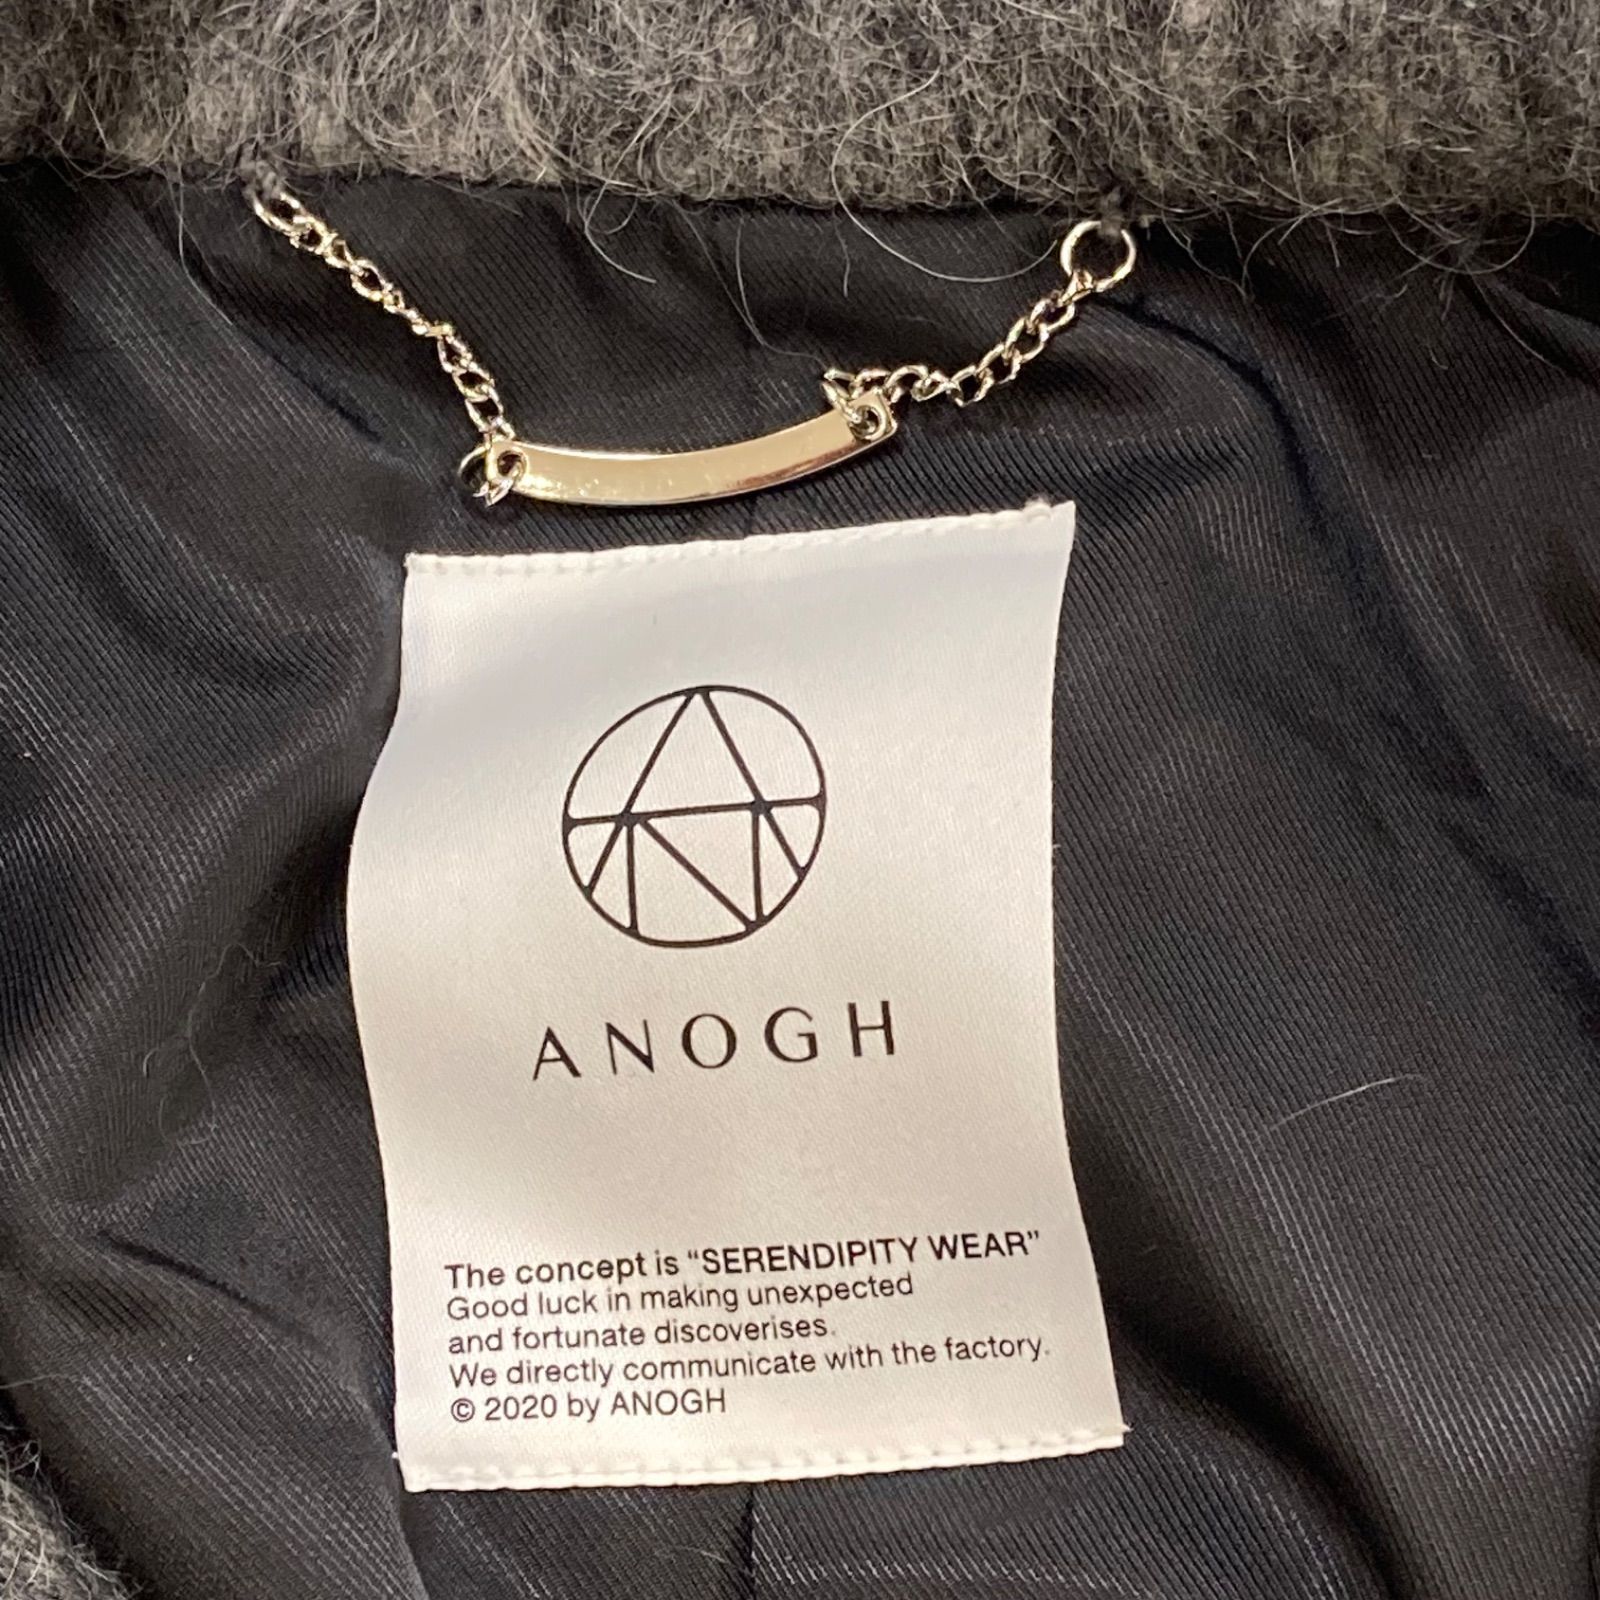 ANOGH
The concept is “SERENDIPITY WEAR”
Good luck in making unexpected
and fortunate discoverises.
We directly communicate with the factory.
© 2020 by ANOGH